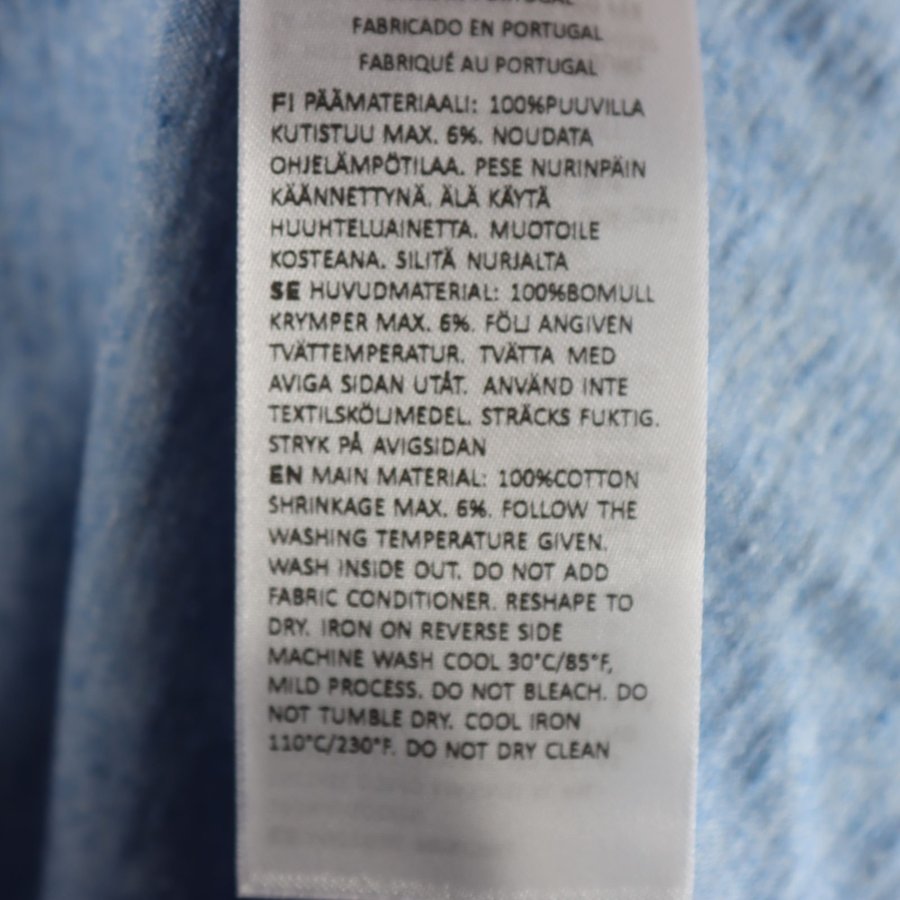 PORTUGAL
FABRICADO EN PORTUGAL
FABRIQUÉ AU PORTUGAL
FI PÄÄMATERIAALI: 100%PUUVILLA
KUTISTUU MAX. 6%. NOUDATA
OHJELÄMPÖTILAA. PESE NURINPÄIN
KÄÄNNETTYNÄ. ÄLÄ KÄYTÄ
HUUHTELUAINETTA. MUOTOILE
KOSTEANA. SILITÄ NURJALTA
SE HUVUDMATERIAL: 100%BOMULL
KRYMPER MAX. 6%. FÖLJ ANGIVEN
TVÄTTEMPERATUR. TVÄTTA MED
AVIGA SIDAN UTÅT. ANVÄND INTE
TEXTILSKÖLJMEDEL. STRÄCKS FUKTIG.
STRYK PÅ AVIGSIDAN
EN MAIN MATERIAL: 100%COTTON
SHRINKAGE MAX. 6%. FOLLOW THE
WASHING TEMPERATURE GIVEN.
WASH INSIDE OUT. DO NOT ADD
FABRIC CONDITIONER. RESHAPE TO
DRY. IRON ON REVERSE SIDE
MACHINE WASH COOL 30°C/85°F,
MILD PROCESS. DO NOT BLEACH. DO
NOT TUMBLE DRY. COOL IRON
110°C/230°F. DO NOT DRY CLEAN